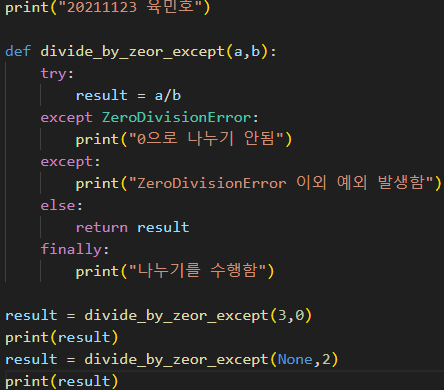 print("20211123 육민호")
def divide_by_zeor_except(a,b):
    try:
        result = a/b
    except ZeroDivisionError:
        print("0으로 나누기 안됨")
    except:
        print("ZeroDivisionError 이외 예외 발생함")
    else:
        return result
    finally:
        print("나누기를 수행함")
result = divide_by_zeor_except(3,0)
print(result)
result = divide_by_zeor_except(None,2)
print(result)